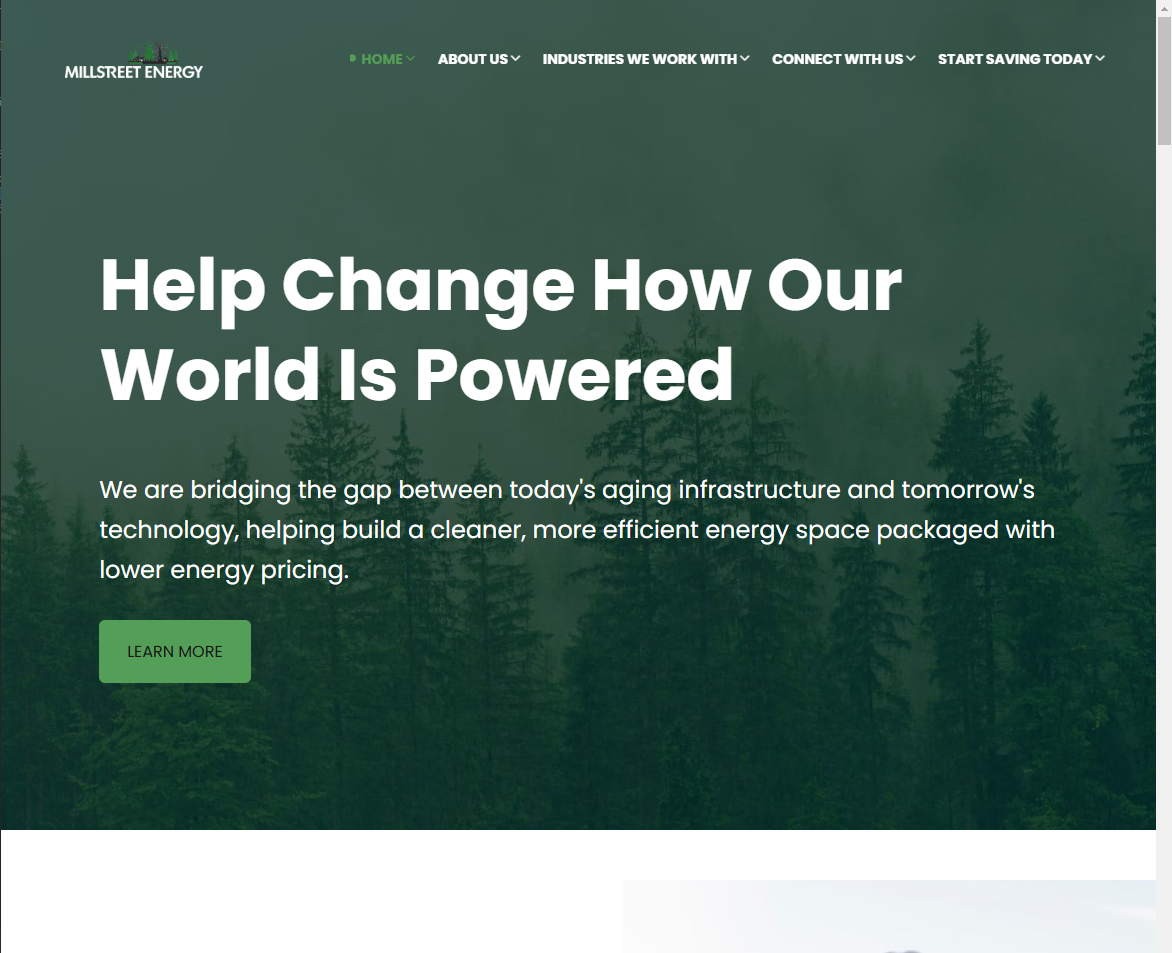 MILLSTREET ENERGY
HOME
ABOUT US
INDUSTRIES WE WORK WITH
CONNECT WITH US
START SAVING TODAY
Help Change How Our
World Is Powered
We are bridging the gap between today's aging infrastructure and tomorrow's
technology, helping build a cleaner, more efficient energy space packaged with
lower energy pricing.
LEARN MORE